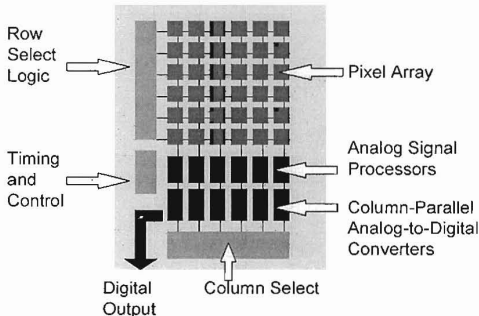 Row
Select
Logic
Pixel Array
Timing
and
Control
Analog Signal
Processors
Column-Parallel
Analog-to-Digital
Converters
Digital
Output
Column Select